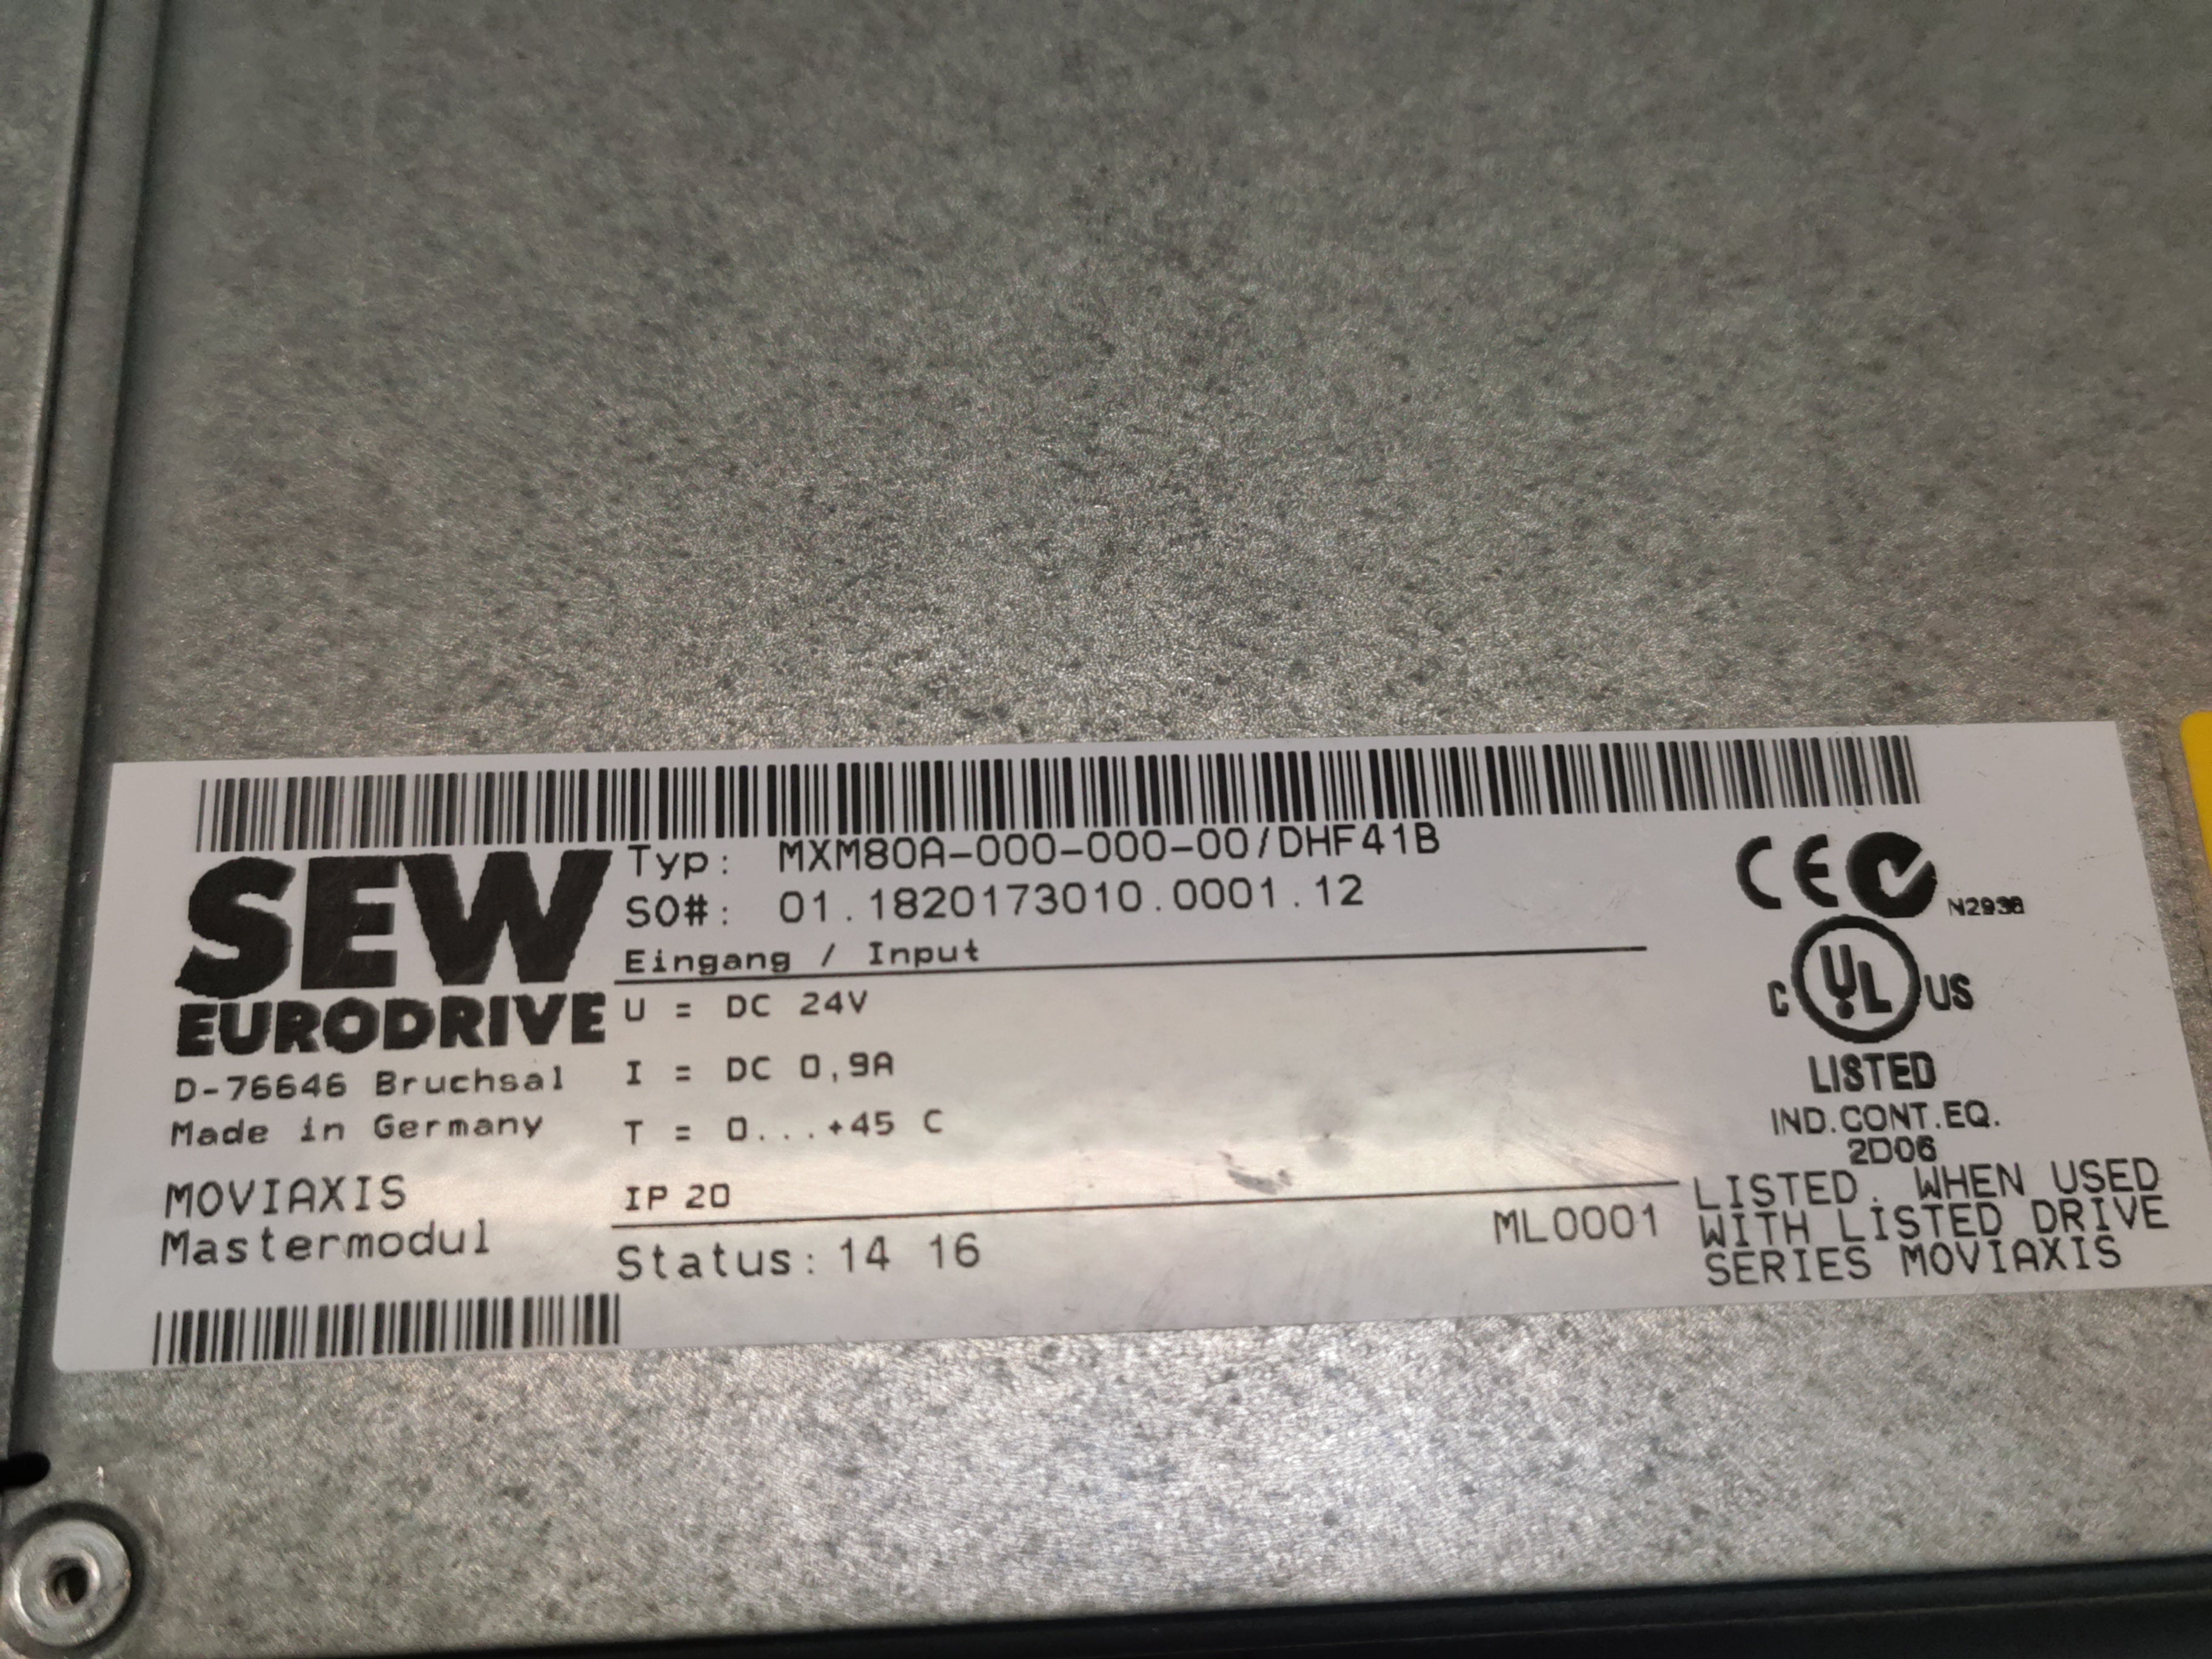 SEW
EURODRIVE
D-76646 Bruchsal
Made in Germany
MOVIAXIS
Mastermodul
Typ: MXM80A-000-000-00/DHF41B
SO#: 01.1820173010.0001.12
Eingang / Input
U = DC 24V
I = DC 0,9A
T = 0...+45 C
IP 20
Status: 14 16
ML0001
CE
N2936
C UL US
LISTED
IND.CONT.EQ.
2D06
LISTED. WHEN USED
WITH LISTED DRIVE
SERIES MOVIAXIS